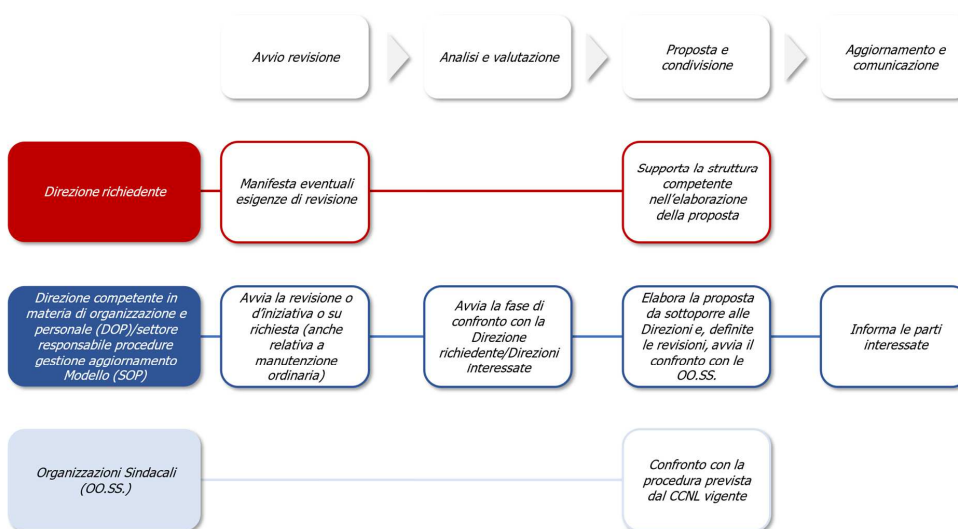 Avvio revisione
Analisi e valutazione
Proposta e
condivisione
Aggiornamento e
comunicazione
Direzione richiedente
Manifesta eventuali
esigenze di revisione
Supporta la struttura
competente
nell'elaborazione
della proposta
Direzione competente in
materia di organizzazione e
personale (DOP)/settore
responsabile procedure
gestione aggiornamento
Modello (SOP)
Avvia la revisione o
d'iniziativa o su
richiesta (anche
relativa a
manutenzione
ordinaria)
Avvia la fase di
confronto con la
Direzione
richiedente/Direzioni
Interessate
Elabora la proposta
da sottoporre alle
Direzioni e, definite
le revisioni, avvia il
confronto con le
OO.SS.
Informa le parti
interessate
Organizzazioni Sindacali
(OO.SS.)
Confronto con la
procedura prevista
dal CCNL vigente